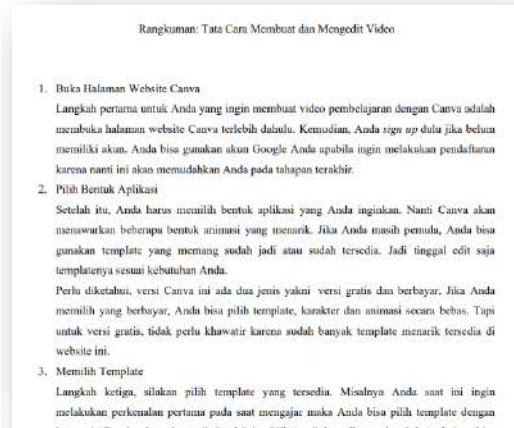 Rangkuman: Tata Cara Membuat dan Mengedit Video
1. Buka Halaman Website Canva
Langkah pertama untuk Anda yang ingin membuat video pembelajaran dengan Canva adalah
membuka halaman website Canva terlebih dahulu. Kemudian, Anda sign up dulu jika belum
memiliki akun. Anda bisa gunakan akun Google Anda apabila ingin melakukan pendaftaran
karena nanti ini akan memudahkan Anda pada tahapan terakhir.
2. Pilih Bentuk Aplikasi
Setelah itu, Anda harus memilih bentuk aplikasi yang Anda inginkan. Nanti Canva akan
menawarkan beberapa bentuk animasi yang menarik. Jika Anda masih pemula, Anda bisa
gunakan template yang memang sudah jadi atau sudah tersedia. Jadi tinggal edit saja
templatenya sesuai kebutuhan Anda.
Perlu diketahui, versi Canva ini ada dua jenis yakni versi gratis dan berbayar. Jika Anda
memilih yang berbayar, Anda bisa pilih template, karakter dan animasi secara bebas. Tapi
untuk versi gratis, tidak perlu khawatir karena sudah banyak template menarik tersedia di
website ini.
3. Memilih Template
Langkah ketiga, silakan pilih template yang tersedia. Misalnya Anda saat ini ingin
melakukan perkenalan pertama pada saat mengajar maka Anda bisa pilih template dengan